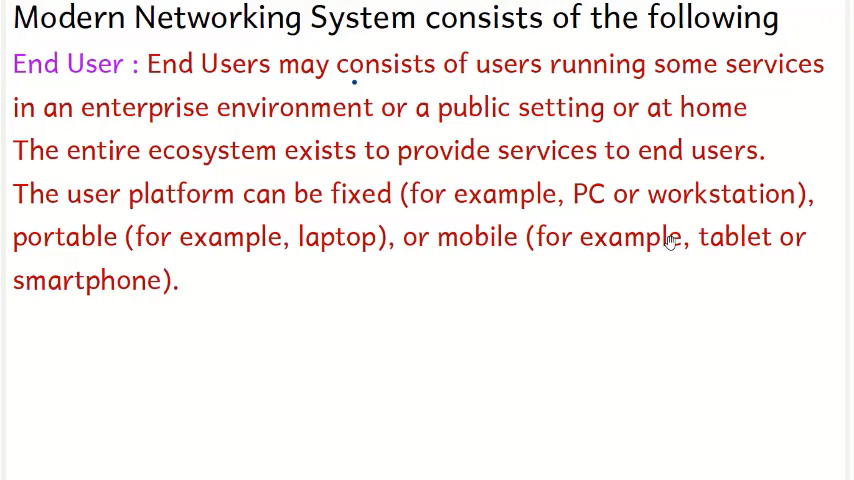 Modern Networking System consists of the following
End User : End Users may consists of users running some services
in an enterprise environment or a public setting or at home
The entire ecosystem exists to provide services to end users.
The user platform can be fixed (for example, PC or workstation),
portable (for example, laptop), or mobile (for example, tablet or
smartphone).